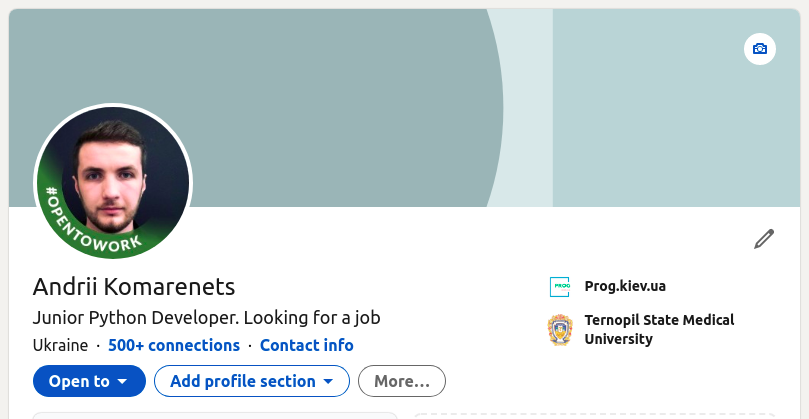 #OPENTOWORK
Andrii Komarenets
Junior Python Developer. Looking for a job
Ukraine · 500+ connections · Contact info
Open to
Add profile section
More...
PROG
Prog.kiev.ua
Ternopil State Medical
University